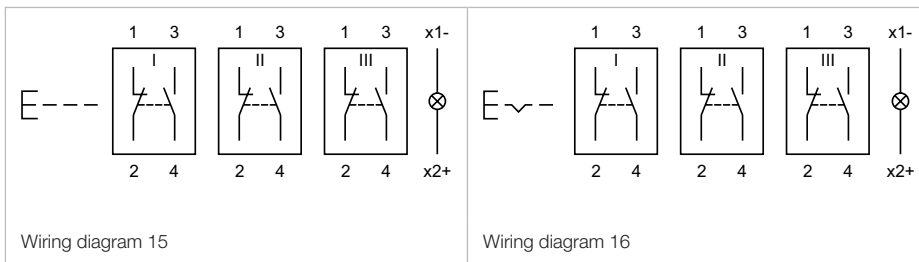 1 3 1 3 1 3 x1-
I II III
2 4 2 4 2 4 x2+
Wiring diagram 15
1 3 1 3 1 3 x1-
I II III
2 4 2 4 2 4 x2+
Wiring diagram 16